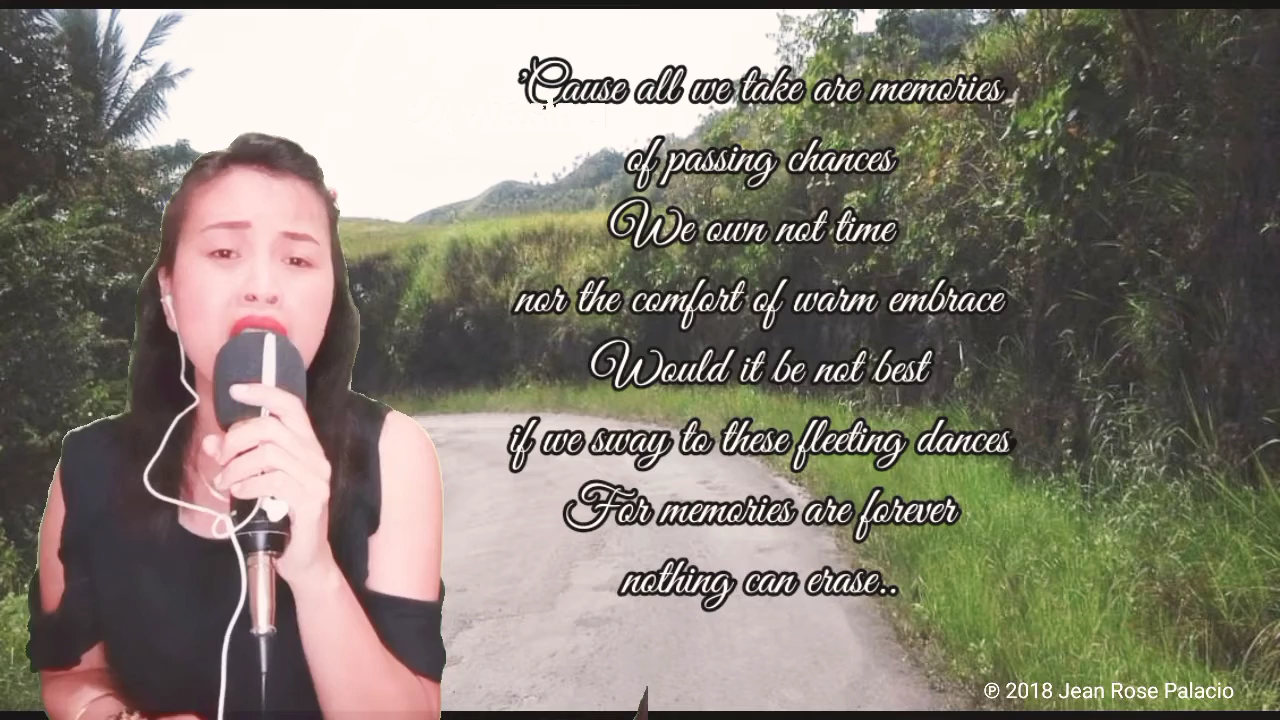 'Cause all we take are memories
of passing chances
We own not time
nor the comfort of warm embrace
Would it be not best
if we sway to these fleeting dances
For memories are forever
nothing can erase..
℗ 2018 Jean Rose Palacio